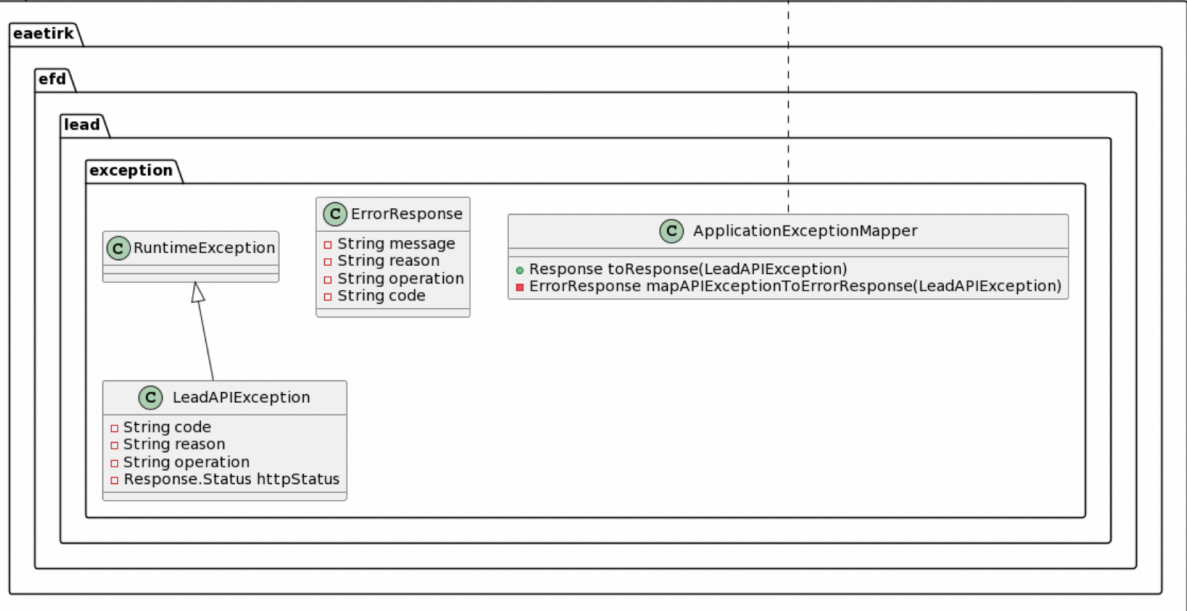 eaetirk
efd
lead
exception
C RuntimeException
C ErrorResponse
String message
String reason
String operation
String code
C ApplicationExceptionMapper
Response toResponse(LeadAPIException)
ErrorResponse mapAPIExceptionToErrorResponse(LeadAPIException)
C LeadAPIException
String code
String reason
String operation
Response.Status httpStatus